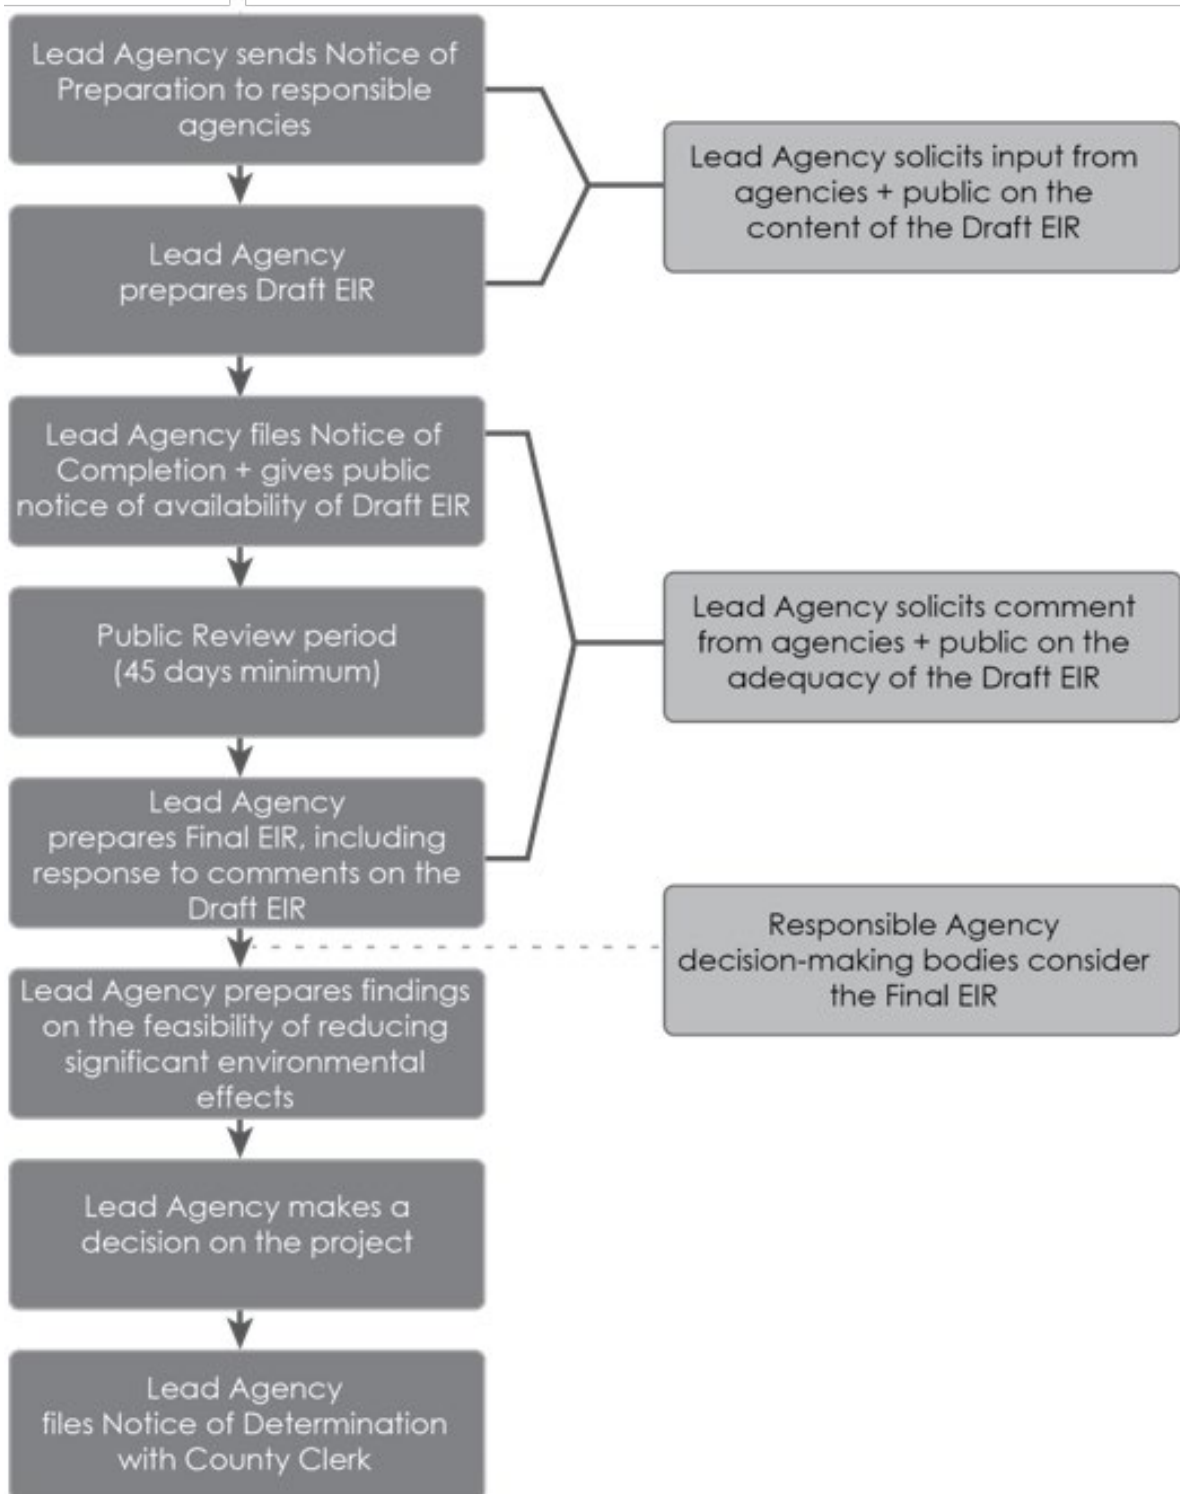 Lead Agency sends Notice of
Preparation to responsible
agencies
Lead Agency solicits input from
agencies + public on the
content of the Draft EIR
Lead Agency
prepares Draft EIR
Lead Agency files Notice of
Completion + gives public
notice of availability of Draft EIR
Public Review period
(45 days minimum)
Lead Agency solicits comment
from agencies + public on the
adequacy of the Draft EIR
Lead Agency
prepares Final EIR, including
response to comments on the
Draft EIR
Responsible Agency
decision-making bodies consider
the Final EIR
Lead Agency prepares findings
on the feasibility of reducing
significant environmental
effects
Lead Agency makes a
decision on the project
Lead Agency
files Notice of Determination
with County Clerk